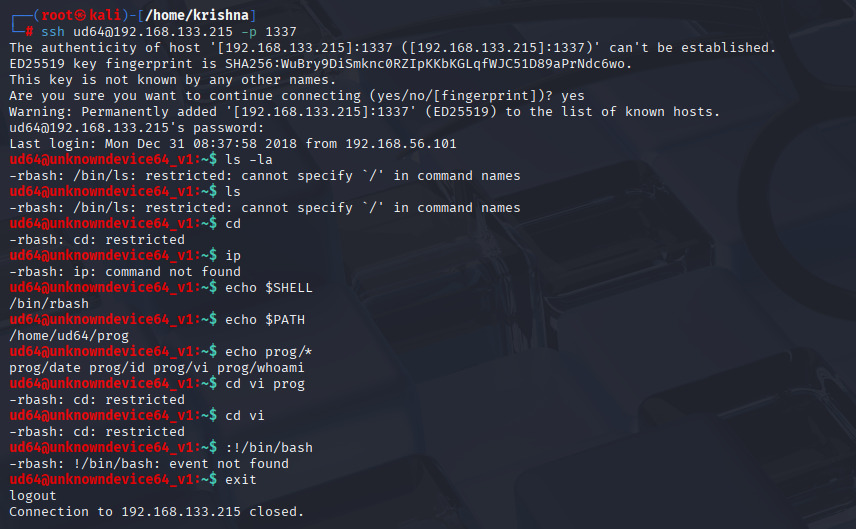 ┌──(root㉿kali)-[/home/krishna]
└─# ssh ud64@192.168.133.215 -p 1337
The authenticity of host '[192.168.133.215]:1337 ([192.168.133.215]:1337)' can't be established.
ED25519 key fingerprint is SHA256:WuBry9DiSmknc0RZIpKKbKGLqfWJC51D89aPrNdc6wo.
This key is not known by any other names.
Are you sure you want to continue connecting (yes/no/[fingerprint])? yes
Warning: Permanently added '[192.168.133.215]:1337' (ED25519) to the list of known hosts.
ud64@192.168.133.215's password:
Last login: Mon Dec 31 08:37:58 2018 from 192.168.56.101
ud64@unknowndevice64_v1:~$ ls -la
-rbash: /bin/ls: restricted: cannot specify `/' in command names
ud64@unknowndevice64_v1:~$ ls
-rbash: /bin/ls: restricted: cannot specify `/' in command names
ud64@unknowndevice64_v1:~$ cd
-rbash: cd: restricted
ud64@unknowndevice64_v1:~$ ip
-rbash: ip: command not found
ud64@unknowndevice64_v1:~$ echo $SHELL
/bin/rbash
ud64@unknowndevice64_v1:~$ echo $PATH
/home/ud64/prog
ud64@unknowndevice64_v1:~$ echo prog/*
prog/date prog/id prog/vi prog/whoami
ud64@unknowndevice64_v1:~$ cd vi prog
-rbash: cd: restricted
ud64@unknowndevice64_v1:~$ cd vi
-rbash: cd: restricted
ud64@unknowndevice64_v1:~$ :!/bin/bash
-rbash: !/bin/bash: event not found
ud64@unknowndevice64_v1:~$ exit
logout
Connection to 192.168.133.215 closed.